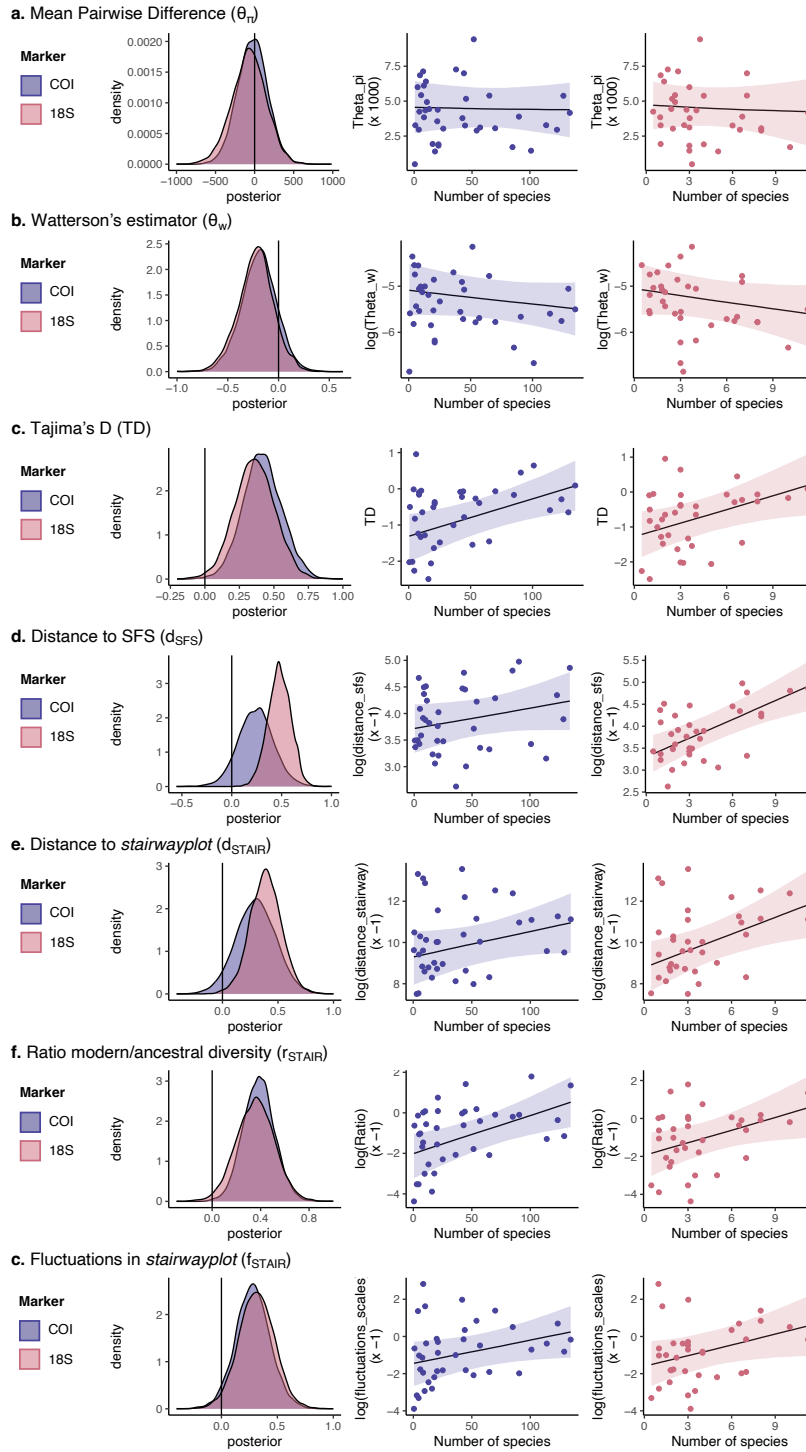 a. Mean Pairwise Difference (θπ)
Marker
COI
18S
density
0.0020
0.0015
0.0010
0.0005
0.0000
-1000 -500 0 500 1000
posterior
Theta_pi
(x 1000)
7.5
5.0
2.5
0 50 100
Number of species
Theta_pi
(x 1000)
7.5
5.0
2.5
0 3 6 9
Number of species
b. Watterson's estimator (θw)
Marker
COI
18S
density
2.5
2.0
1.5
1.0
0.5
0.0
-1.0 -0.5 0.0 0.5
posterior
log(Theta_w)
-5
-6
0 50 100
Number of species
log(Theta_w)
-5
-6
0 3 6 9
Number of species
c. Tajima's D (TD)
Marker
COI
18S
density
2
1
0
-0.25 0.00 0.25 0.50 0.75 1.00
posterior
TD
1
0
-1
-2
0 50 100
Number of species
TD
1
0
-1
-2
0 3 6 9
Number of species
d. Distance to SFS (dSFS)
Marker
COI
18S
density
3
2
1
0
-0.5 0.0 0.5 1.0
posterior
log(distance_sfs)
(x −1)
5.0
4.5
4.0
3.5
3.0
0 50 100
Number of species
log(distance_sfs)
(x −1)
5.5
5.0
4.5
4.0
3.5
3.0
2.5
0 3 6 9
Number of species
e. Distance to stairwayplot (dSTAIR)
Marker
COI
18S
density
3
2
1
0
0.0 0.5 1.0
posterior
log(distance_stairway)
(x −1)
12
10
8
0 50 100
Number of species
log(distance_stairway)
(x −1)
12
10
8
0 3 6 9
Number of species
f. Ratio modern/ancestral diversity (rSTAIR)
Marker
COI
18S
density
3
2
1
0
0.0 0.4 0.8
posterior
log(Ratio)
(x −1)
2
0
-2
-4
0 50 100
Number of species
log(Ratio)
(x −1)
2
0
-2
-4
0 3 6 9
Number of species
c. Fluctuations in stairwayplot (fSTAIR)
Marker
COI
18S
density
2
1
0
0.0 0.5 1.0
posterior
log(fluctuations_scales)
(x −1)
2
0
-2
-4
0 50 100
Number of species
log(fluctuations_scales)
(x −1)
2
0
-2
-4
0 3 6 9
Number of species